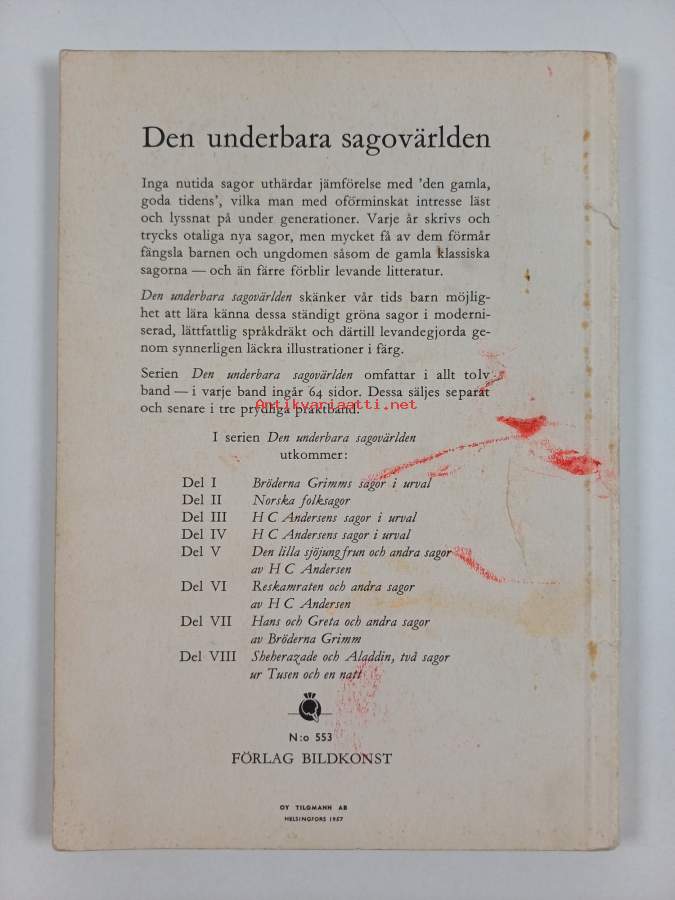 Den underbara sagovärlden
Inga nutida sagor uthärdar jämförelse med 'den gamla,
goda tidens', vilka man med oförminskat intresse läst
och lyssnat på under generationer. Varje år skrivs och
trycks otaliga nya sagor, men mycket få av dem förmår
fängsla barnen och ungdomen såsom de gamla klassiska
sagorna — och än färre förblir levande litteratur.
Den underbara sagovärlden skänker vår tids barn möjlig-
het att lära känna dessa ständigt gröna sagor i moderni-
serad, lättfattlig språkdräkt och därtill levandegjorda ge-
nom synnerligen läckra illustrationer i färg.
Serien Den underbara sagovärlden omfattar i allt tolv
band — i varje band ingår 64 sidor. Dessa säljes separat
Antikvariaatti.net
och senare i tre prydliga praktband.
I serien Den underbara sagovärlden
utkommer:
Del I Bröderna Grimms sagor i urval
Del II Norska folksagor
Del III H C Andersens sagor i urval
Del IV H C Andersens sagor i urval
Del V Den lilla sjöjungfrun och andra sagor
av H C Andersen
Del VI Reskamraten och andra sagor
av H C Andersen
Del VII Hans och Greta och andra sagor
av Bröderna Grimm
Del VIII Sheherazade och Aladdin, två sagor
ur Tusen och en natt
N:o 553
FÖRLAG BILDKONST
OY TILGMANN AB
HELSINGFORS 1957